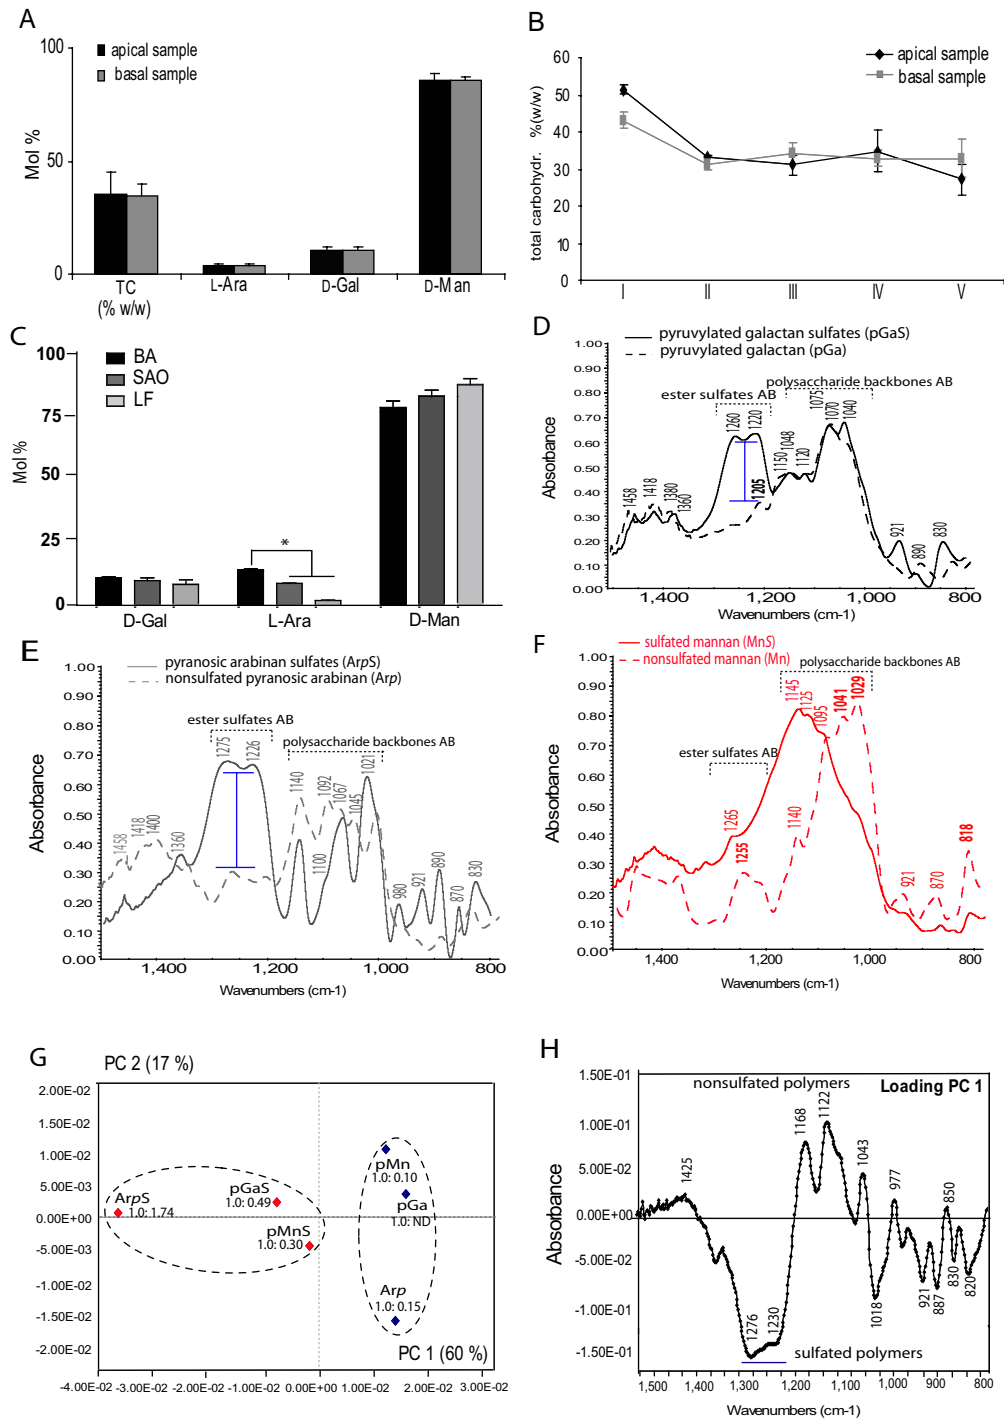 A
100
50
0
Mol %
apical sample
basal sample
TC
(% w/w)
L-Ara
D-Gal
D-Man
B
60
50
40
30
20
10
0
total carbohydr. %(w/w)
apical sample
basal sample
I II III IV V
C
100
75
50
25
0
Mol %
BA
SAO
LF
*
D-Gal L-Ara D-Man
D
pyruvylated galactan sulfates (pGaS)
pyruvylated galactan (pGa)
ester sulfates AB
polysaccharide backbones AB
1.00
0.90
0.80
0.70
0.60
0.50
0.40
0.30
0.20
0.10
0.00
Absorbance
1458
1418
1380
1360
1260
1220
1205
1150
1048
1120
1075
1070
1040
921
890
830
1,400 1,200 1,000 800
Wavenumbers (cm-1)
E
pyranosic arabinan sulfates (ArpS)
nonsulfated pyranosic arabinan (Arp)
ester sulfates AB
polysaccharide backbones AB
1.00
0.90
0.80
0.70
0.60
0.50
0.40
0.30
0.20
0.10
0.00
Absorbance
1458
1418
1400
1360
1275
1226
1140
1100
1092
1067
1045
1021
980
921
890
870
830
1,400 1,200 1,000 800
Wavenumbers (cm-1)
F
sulfated mannan (MnS)
nonsulfated mannan (Mn)
polysaccharide backbones AB
ester sulfates AB
1.00
0.90
0.80
0.70
0.60
0.50
0.40
0.30
0.20
0.10
0.00
Absorbance
1265
1255
1145
1140
1125
1095
1041
1029
921
870
818
1,400 1,200 1,000 800
Wavenumbers (cm-1)
G
PC 2 (17 %)
2.00E-02
1.50E-02
1.00E-02
5.00E-03
0.00E+00
-5.00E-03
-1.00E-02
-1.50E-02
-2.00E-02
ArpS
1.0: 1.74
pGaS
1.0: 0.49
pMnS
1.0: 0.30
pMn
1.0: 0.10
pGa
1.0: ND
Arp
1.0: 0.15
PC 1 (60 %)
-4.00E-02 -3.00E-02 -2.00E-02 -1.00E-02 0.00E+00 1.00E-02 2.00E-02 3.00E-02
H
1.50E-01
1.00E-01
5.00E-02
0.00E+00
-5.00E-02
-1.00E-01
-1.50E-01
Absorbance
nonsulfated polymers
Loading PC 1
1425
1276
1230
1168
1122
1043
1018
977
921
887
850
830
820
sulfated polymers
1,500 1,400 1,300 1,200 1,100 1,000 900 800
Wavenumbers (cm-1)